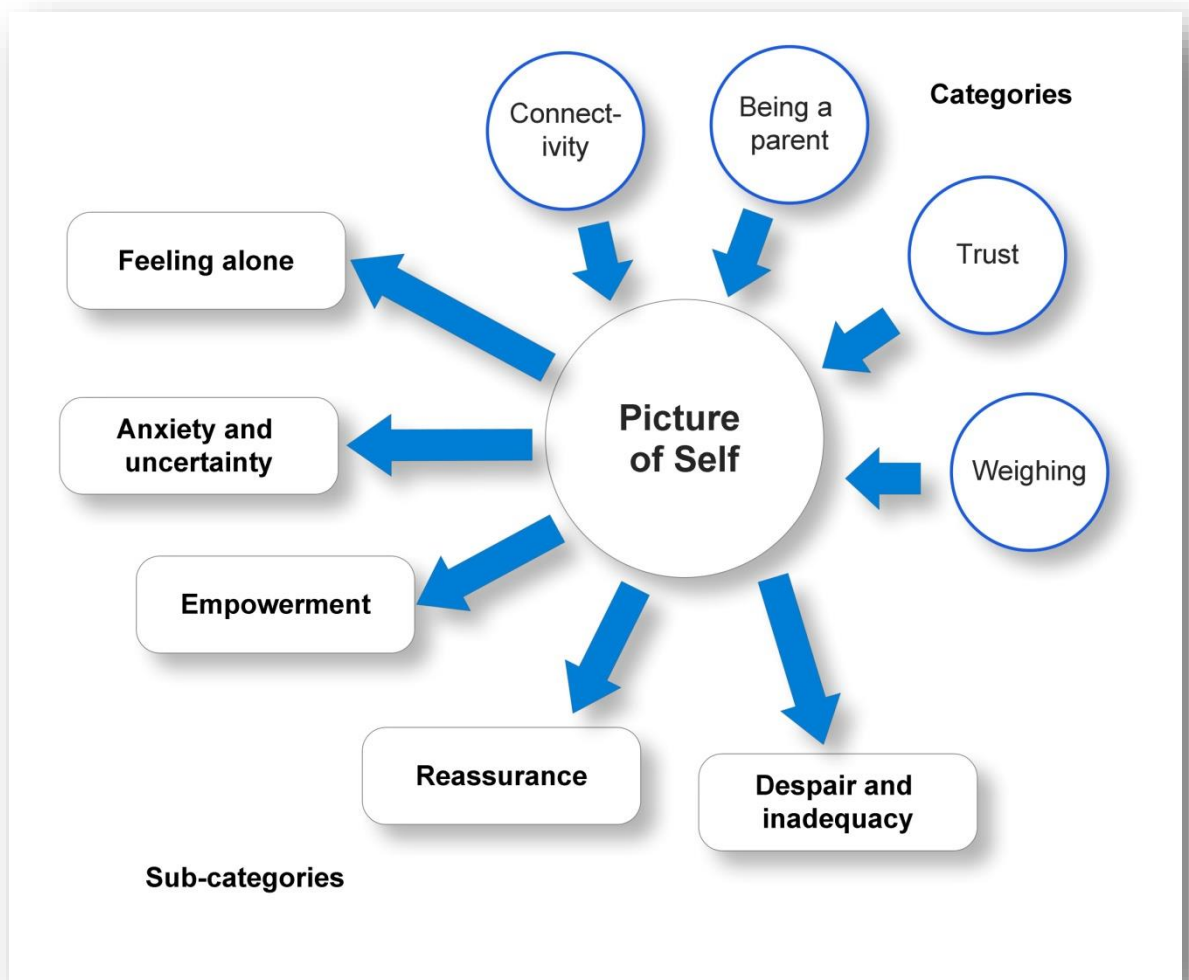 Connect-
ivity
Being a
parent
Categories
Trust
Feeling alone
Anxiety and
uncertainty
Picture
of Self
Weighing
Empowerment
Reassurance
Despair and
inadequacy
Sub-categories